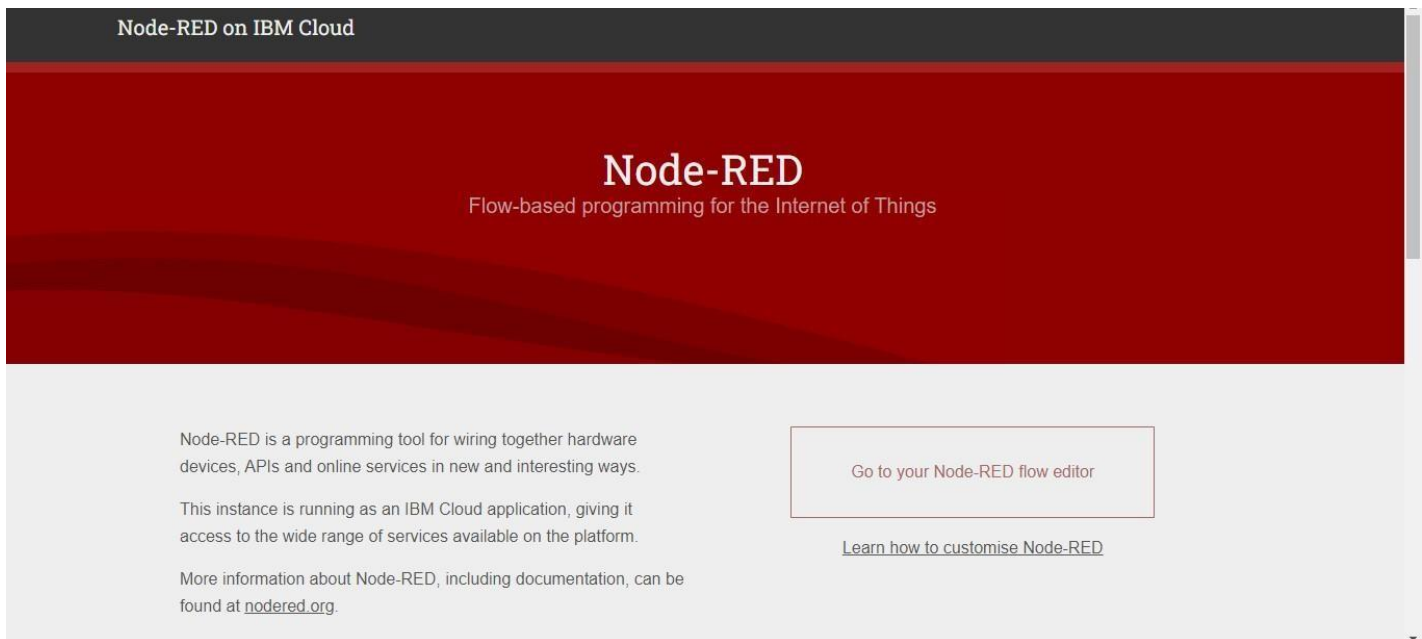 Node-RED on IBM Cloud
Node-RED
Flow-based programming for the Internet of Things
Node-RED is a programming tool for wiring together hardware
devices, APIs and online services in new and interesting ways.
This instance is running as an IBM Cloud application, giving it
access to the wide range of services available on the platform.
More information about Node-RED, including documentation, can be
found at nodered.org.
Go to your Node-RED flow editor
Learn how to customise Node-RED